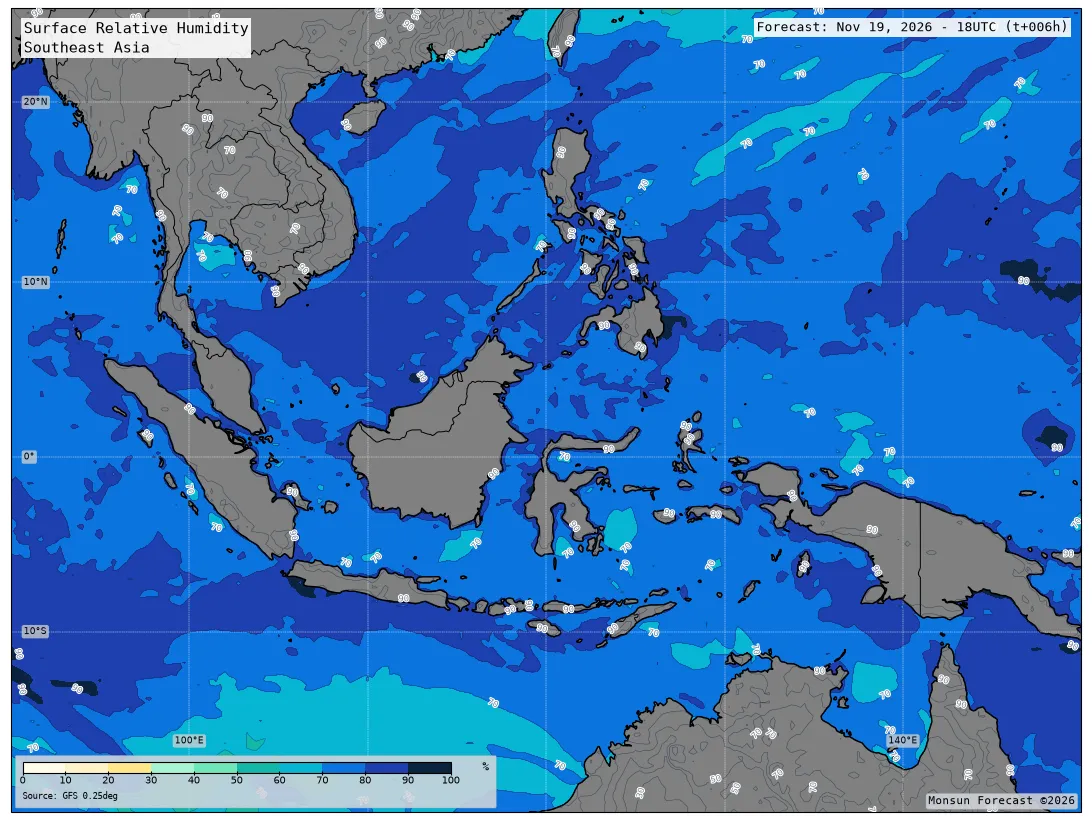 Surface Relative Humidity
Southeast Asia
Forecast: Nov 19, 2026 - 18UTC (t+006h)
20°N
10°N
0°
10°S
100°E
140°E
0 10 20 30 40 50 60 70 80 90 100
%
Source: GFS 0.25deg
Monsun Forecast ©2026